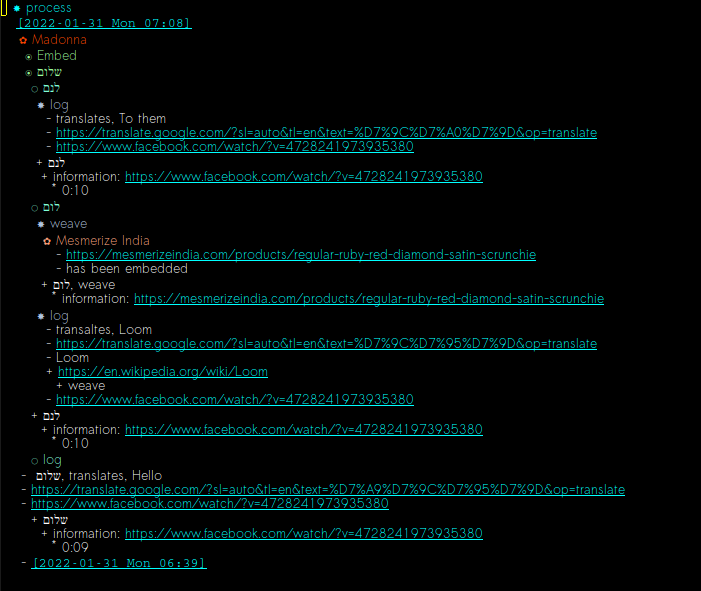 ✸ process
[2022-01-31 Mon 07:08]
✿ Madonna
◉ Embed
◉ שלום
○ לנם
✸ log
- translates, To them
- https://translate.google.com/?sl=auto&tl=en&text=%D7%9C%D7%A0%D7%9D&op=translate
- https://www.facebook.com/watch/?v=4728241973935380
+ לנם
+ information: https://www.facebook.com/watch/?v=4728241973935380
* 0:10
○ לום
✸ weave
✿ Mesmerize India
- https://mesmerizeindia.com/products/regular-ruby-red-diamond-satin-scrunchie
- has been embedded
+ לום, weave
* information: https://mesmerizeindia.com/products/regular-ruby-red-diamond-satin-scrunchie
✸ log
- transaltes, Loom
- https://translate.google.com/?sl=auto&tl=en&text=%D7%9C%D7%95%D7%9D&op=translate
- Loom
+ https://en.wikipedia.org/wiki/Loom
+ weave
- https://www.facebook.com/watch/?v=4728241973935380
+ לנם
+ information: https://www.facebook.com/watch/?v=4728241973935380
* 0:10
○ log
- שלום, translates, Hello
- https://translate.google.com/?sl=auto&tl=en&text=%D7%A9%D7%9C%D7%95%D7%9D&op=translate
- https://www.facebook.com/watch/?v=4728241973935380
+ שלום
+ information: https://www.facebook.com/watch/?v=4728241973935380
* 0:09
- [2022-01-31 Mon 06:39]